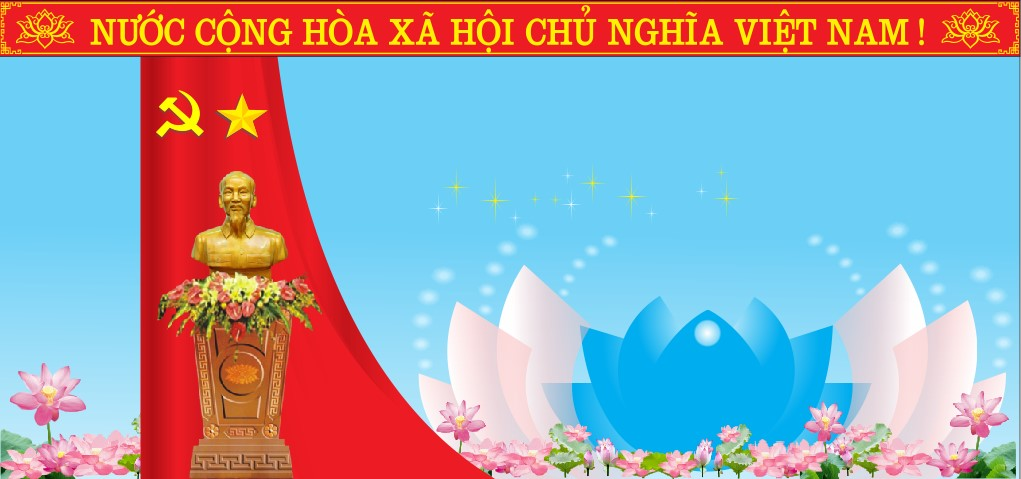 NƯỚC CỘNG HÒA XÃ HỘI CHỦ NGHĨA VIỆT NAM !